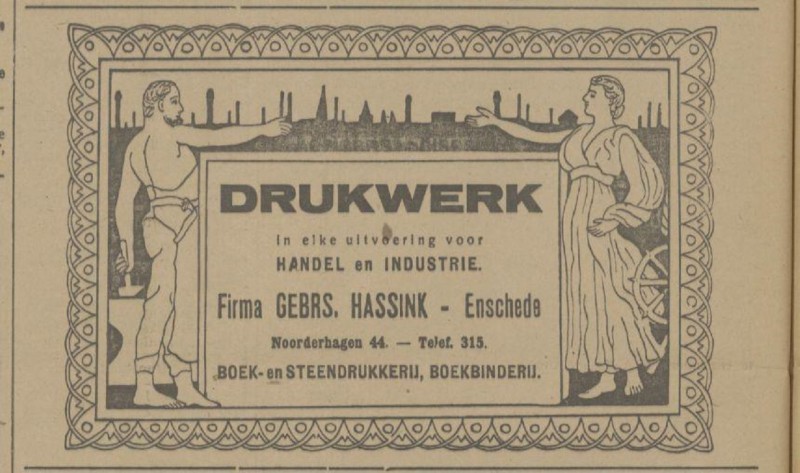 DRUKWERK
in elke uitvoering voor
HANDEL en INDUSTRIE.
Firma GEBRS. HASSINK - Enschede
Noorderhagen 44. — Telef. 315.
BOEK- en STEENDRUKKERIJ, BOEKBINDERIJ.